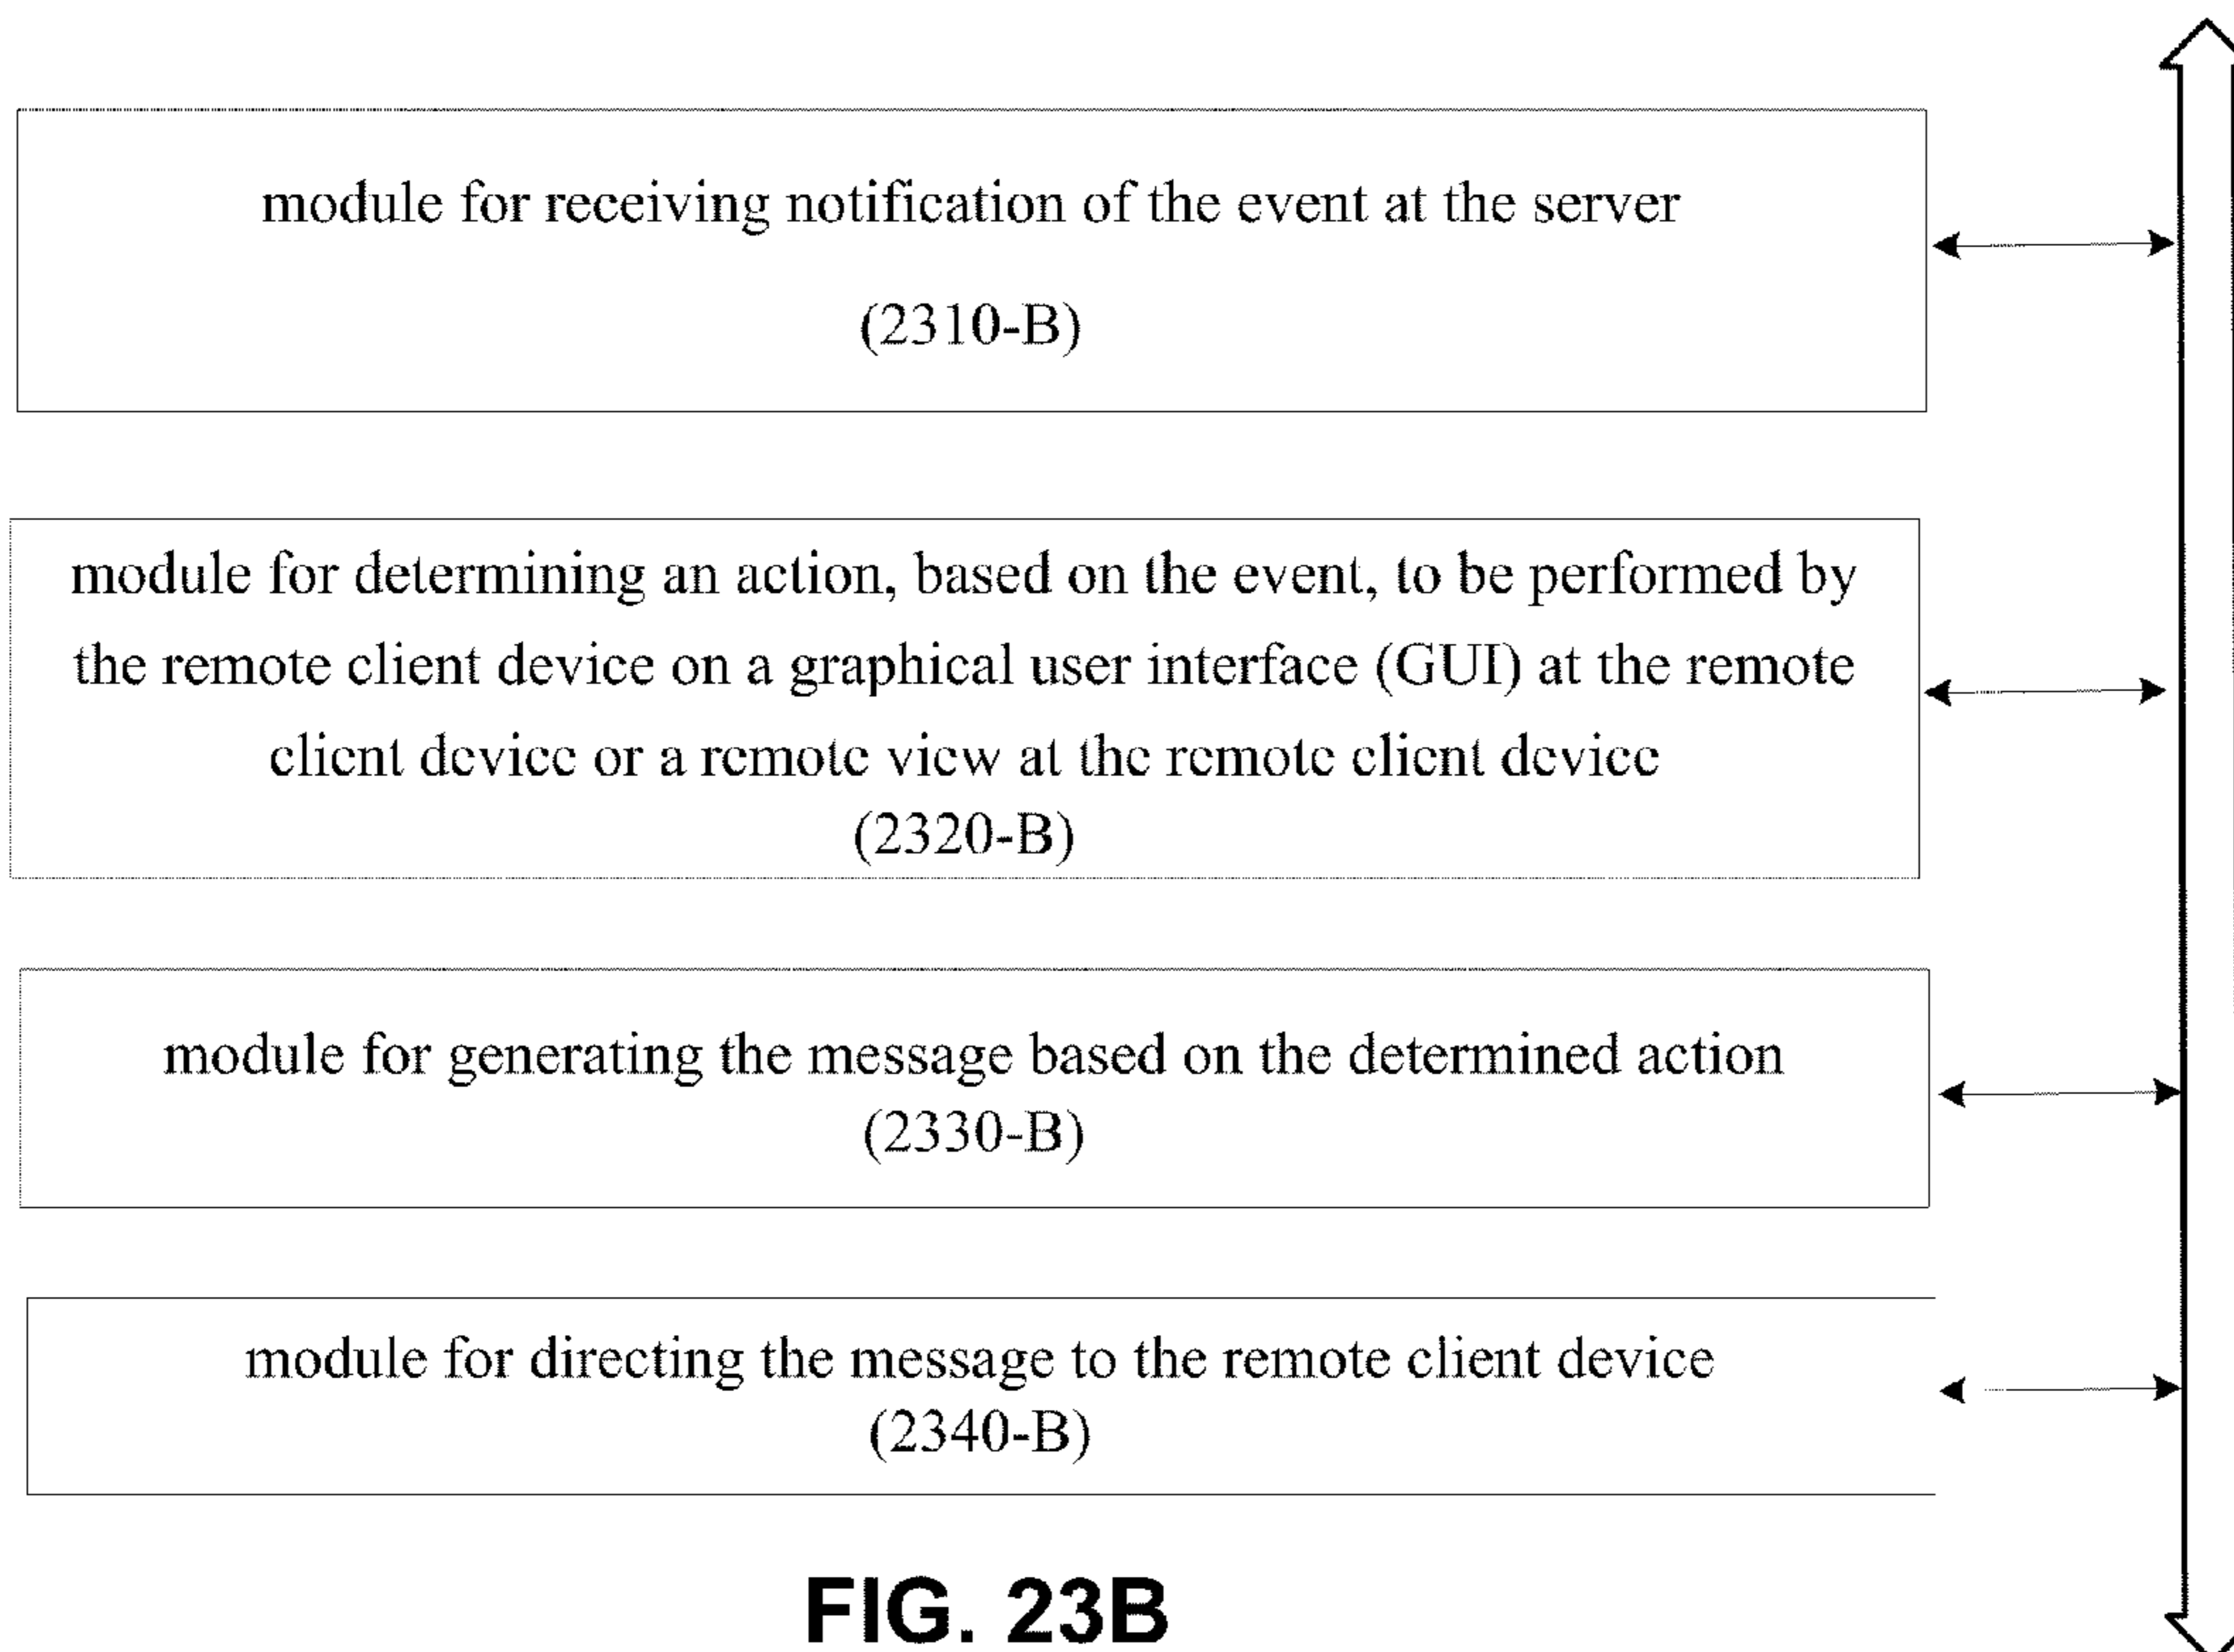 module for receiving notification of the event at the server
(2310-B)
module for determining an action, based on the event, to be performed by
the remote client device on a graphical user interface (GUI) at the remote
client device or a remote view at the remote client device
(2320-B)
module for generating the message based on the determined action
(2330-B)
module for directing the message to the remote client device
(2340-B)
FIG. 23B